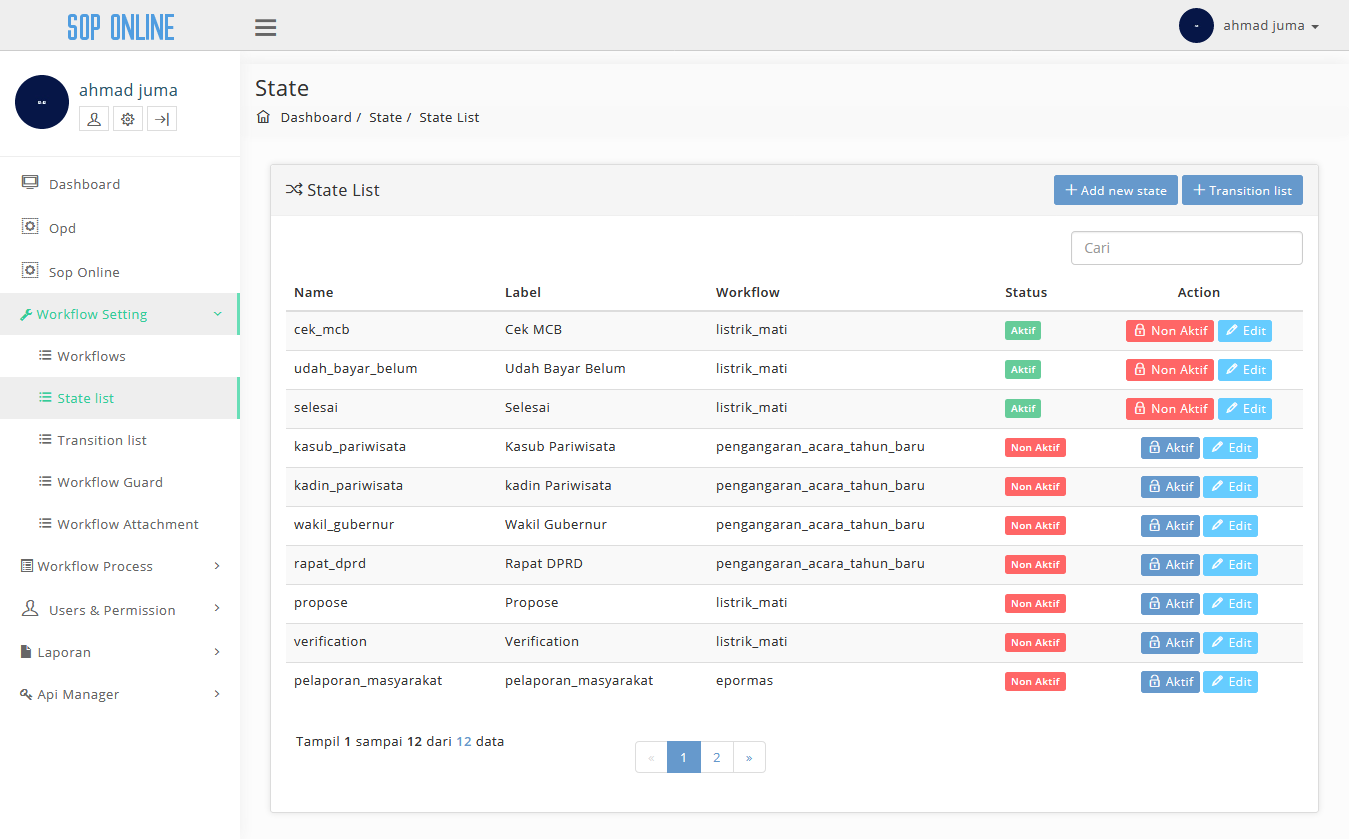 SOP ONLINE
ahmad juma
ahmad juma
Dashboard
Opd
Sop Online
Workflow Setting
Workflows
State list
Transition list
Workflow Guard
Workflow Attachment
Workflow Process
Users & Permission
Laporan
Api Manager
State
Dashboard / State / State List
State List + Add new state + Transition list
Cari
Name Label Workflow Status Action
cek_mcb Cek MCB listrik_mati Aktif Non Aktif Edit
udah_bayar_belum Udah Bayar Belum listrik_mati Aktif Non Aktif Edit
selesai Selesai listrik_mati Aktif Non Aktif Edit
kasub_pariwisata Kasub Pariwisata pengangaran_acara_tahun_baru Non Aktif Aktif Edit
kadin_pariwisata kadin Pariwisata pengangaran_acara_tahun_baru Non Aktif Aktif Edit
wakil_gubernur Wakil Gubernur pengangaran_acara_tahun_baru Non Aktif Aktif Edit
rapat_dprd Rapat DPRD pengangaran_acara_tahun_baru Non Aktif Aktif Edit
propose Propose listrik_mati Non Aktif Aktif Edit
verification Verification listrik_mati Non Aktif Aktif Edit
pelaporan_masyarakat pelaporan_masyarakat epormas Non Aktif Aktif Edit
Tampil 1 sampai 12 dari 12 data
« 1 2 »